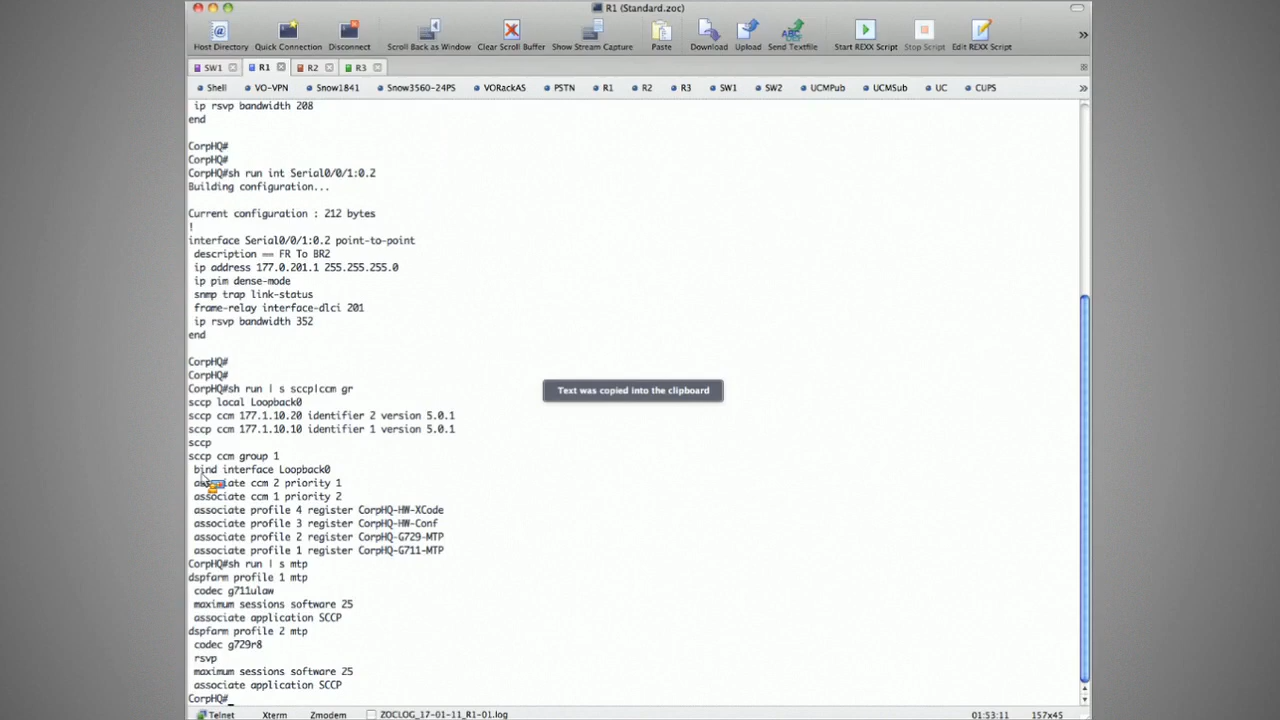 R1 (Standard.zoc)
Host Directory Quick Connection Disconnect Scroll Back as Window Clear Scroll Buffer Show Stream Capture Paste Download Upload Send Textfile Start REXX Script Stop Script Edit REXX Script
SW1 R1 R2 R3
Shell VO-VPN Snow1841 Snow3560-24PS VORackAS PSTN R1 R2 R3 SW1 SW2 UCMPub UCMSub UC CUPS
ip rsvp bandwidth 208
end
CorpHQ#
CorpHQ#
CorpHQ#sh run int Serial0/0/1:0.2
Building configuration...
Current configuration : 212 bytes
!
interface Serial0/0/1:0.2 point-to-point
description == FR To BR2
ip address 177.0.201.1 255.255.255.0
ip pim dense-mode
snmp trap link-status
frame-relay interface-dlci 201
ip rsvp bandwidth 352
end
CorpHQ#
CorpHQ#
CorpHQ#sh run | s sccp|ccm gr
sccp local Loopback0
sccp ccm 177.1.10.20 identifier 2 version 5.0.1
sccp ccm 177.1.10.10 identifier 1 version 5.0.1
sccp
sccp ccm group 1
bind interface Loopback0
associate ccm 2 priority 1
associate ccm 1 priority 2
associate profile 4 register CorpHQ-HW-XCode
associate profile 3 register CorpHQ-HW-Conf
associate profile 2 register CorpHQ-G729-MTP
associate profile 1 register CorpHQ-G711-MTP
CorpHQ#sh run | s mtp
dspfarm profile 1 mtp
codec g711ulaw
maximum sessions software 25
associate application SCCP
dspfarm profile 2 mtp
codec g729r8
rsvp
maximum sessions software 25
associate application SCCP
CorpHQ#
Text was copied into the clipboard
Telnet Xterm Zmodem ZOCLOG_17-01-11_R1-01.log 01:53:11 157x45